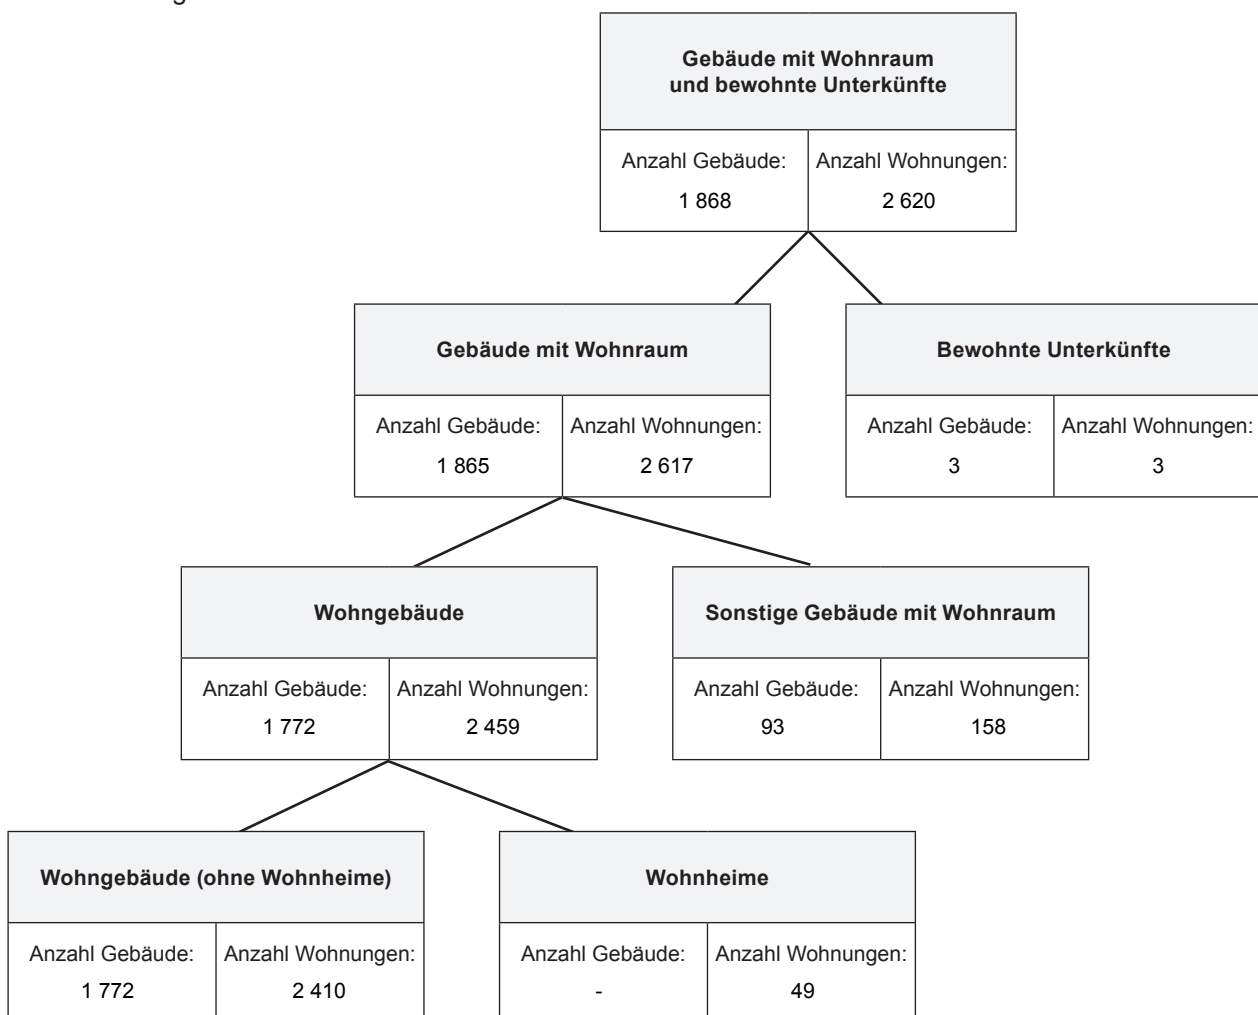 Gebäude mit Wohnraum
und bewohnte Unterkünfte
Anzahl Gebäude: Anzahl Wohnungen:
1 868 2 620
Gebäude mit Wohnraum Bewohnte Unterkünfte
Anzahl Gebäude: Anzahl Wohnungen: Anzahl Gebäude: Anzahl Wohnungen:
1 865 2 617 3 3
Wohngebäude Sonstige Gebäude mit Wohnraum
Anzahl Gebäude: Anzahl Wohnungen: Anzahl Gebäude: Anzahl Wohnungen:
1 772 2 459 93 158
Wohngebäude (ohne Wohnheime) Wohnheime
Anzahl Gebäude: Anzahl Wohnungen: Anzahl Gebäude: Anzahl Wohnungen:
1 772 2 410 - 49